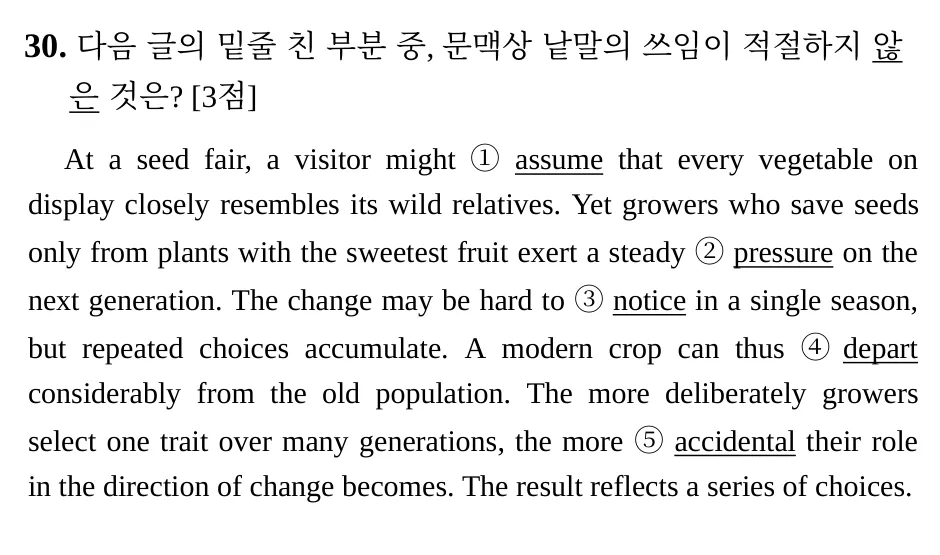 30. 다음 글의 밑줄 친 부분 중, 문맥상 낱말의 쓰임이 적절하지 않
은 것은? [3점]
At a seed fair, a visitor might ① assume that every vegetable on
display closely resembles its wild relatives. Yet growers who save seeds
only from plants with the sweetest fruit exert a steady ② pressure on the
next generation. The change may be hard to ③ notice in a single season,
but repeated choices accumulate. A modern crop can thus ④ depart
considerably from the old population. The more deliberately growers
select one trait over many generations, the more ⑤ accidental their role
in the direction of change becomes. The result reflects a series of choices.